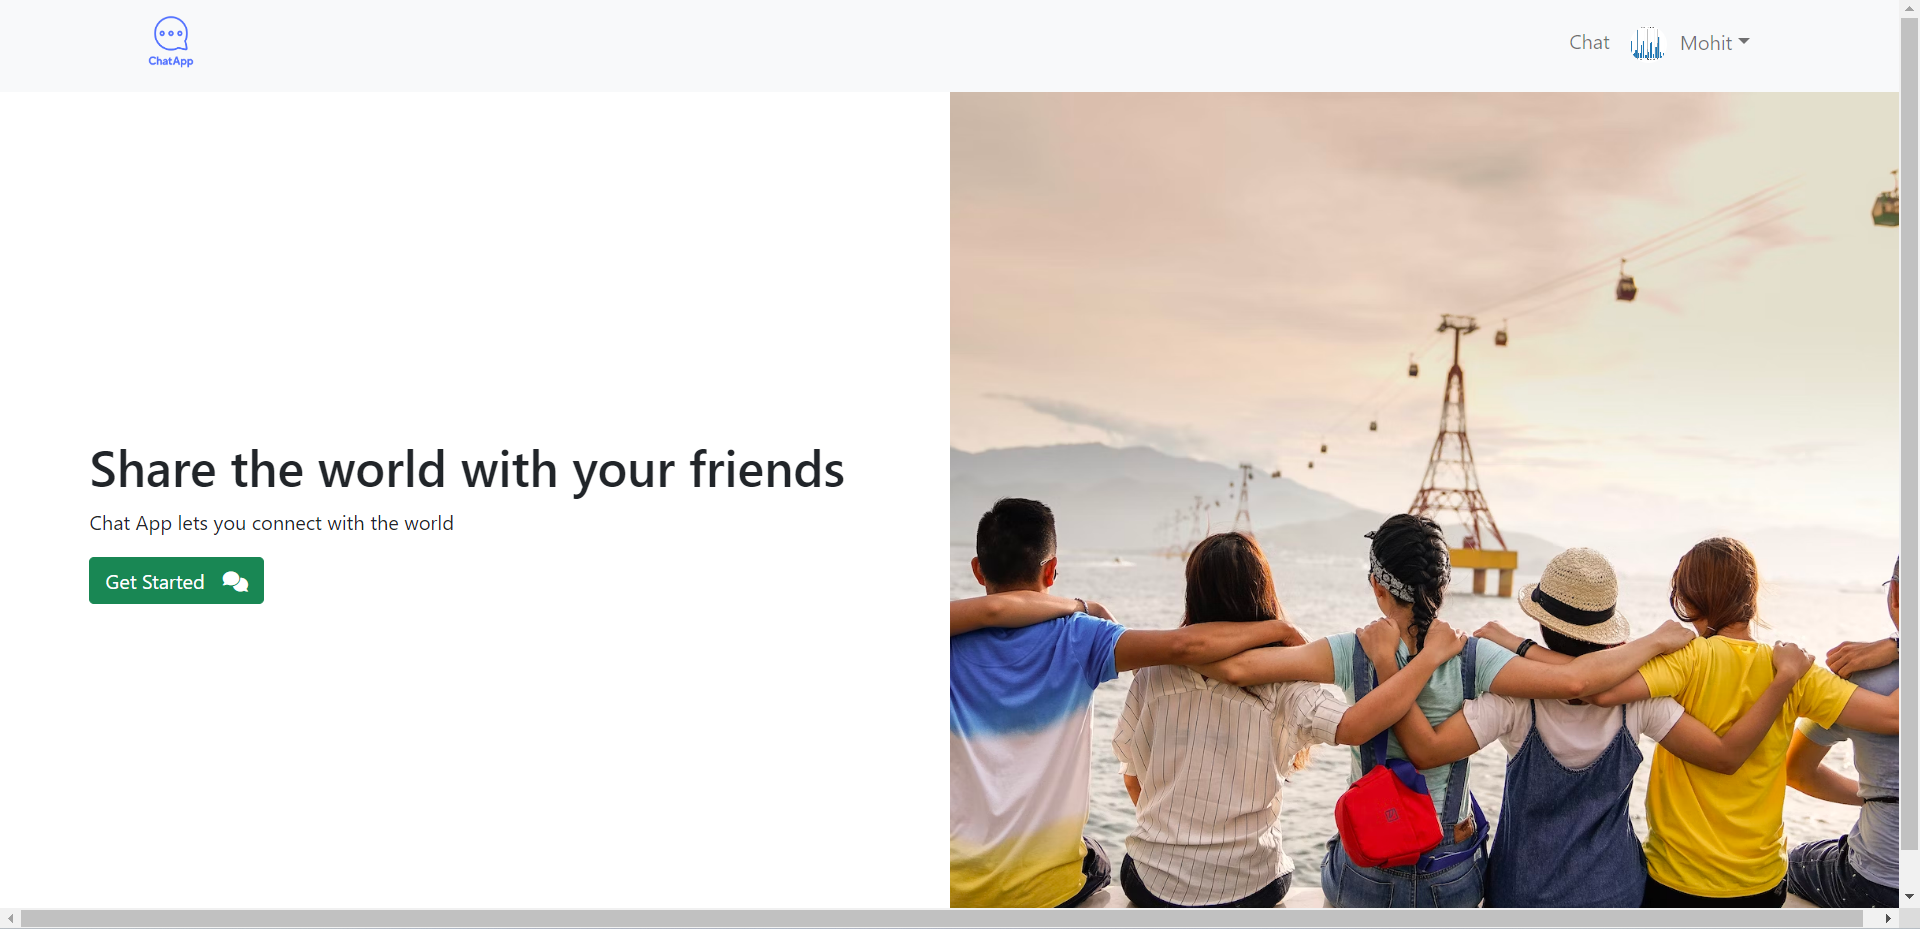 ChatApp
Chat
Mohit
Share the world with your friends
Chat App lets you connect with the world
Get Started